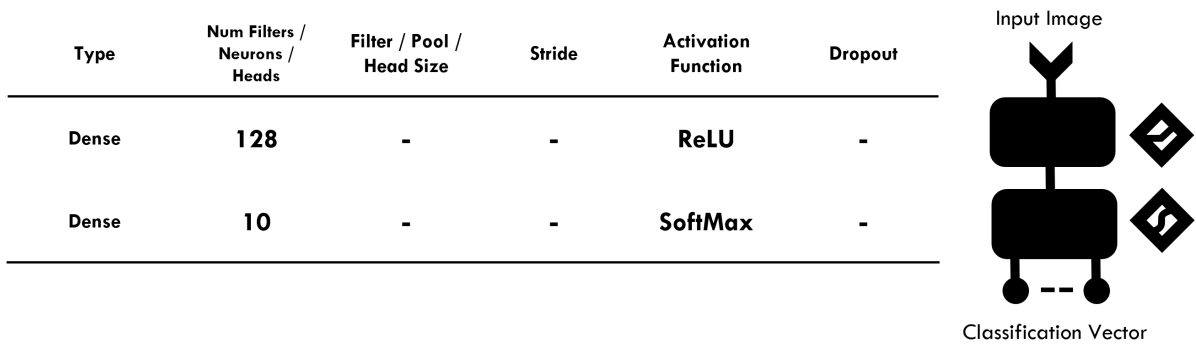 Type
Num Filters /
Neurons /
Heads
Filter / Pool /
Head Size
Stride
Activation
Function
Dropout
Input Image
Dense 128 - - ReLU -
Dense 10 - - SoftMax -
Classification Vector